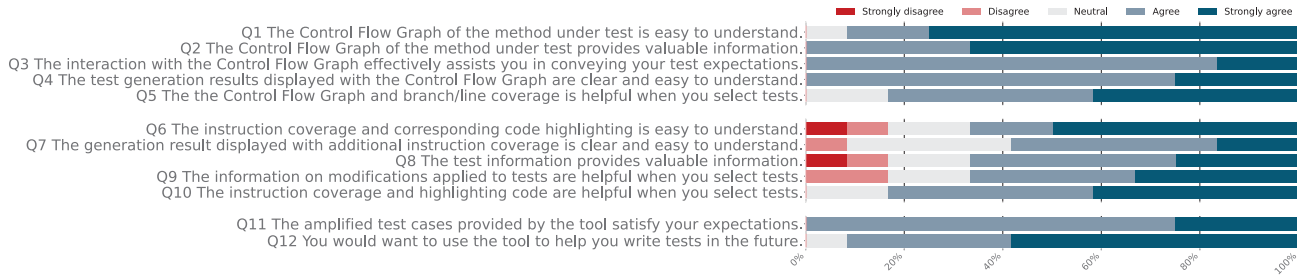 Strongly disagree Disagree Neutral Agree Strongly agree
Q1 The Control Flow Graph of the method under test is easy to understand.
Q2 The Control Flow Graph of the method under test provides valuable information.
Q3 The interaction with the Control Flow Graph effectively assists you in conveying your test expectations.
Q4 The test generation results displayed with the Control Flow Graph are clear and easy to understand.
Q5 The the Control Flow Graph and branch/line coverage is helpful when you select tests.
Q6 The instruction coverage and corresponding code highlighting is easy to understand.
Q7 The generation result displayed with additional instruction coverage is clear and easy to understand.
Q8 The test information provides valuable information.
Q9 The information on modifications applied to tests are helpful when you select tests.
Q10 The instruction coverage and highlighting code are helpful when you select tests.
Q11 The amplified test cases provided by the tool satisfy your expectations.
Q12 You would want to use the tool to help you write tests in the future.
0% 20% 40% 60% 80% 100%